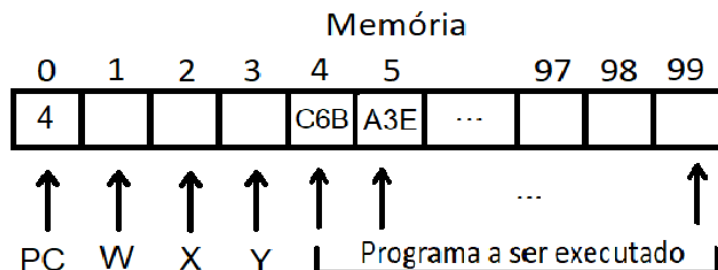 Memória
0 1 2 3 4 5 97 98 99
4 C6B A3E ...
...
PC W X Y Programa a ser executado